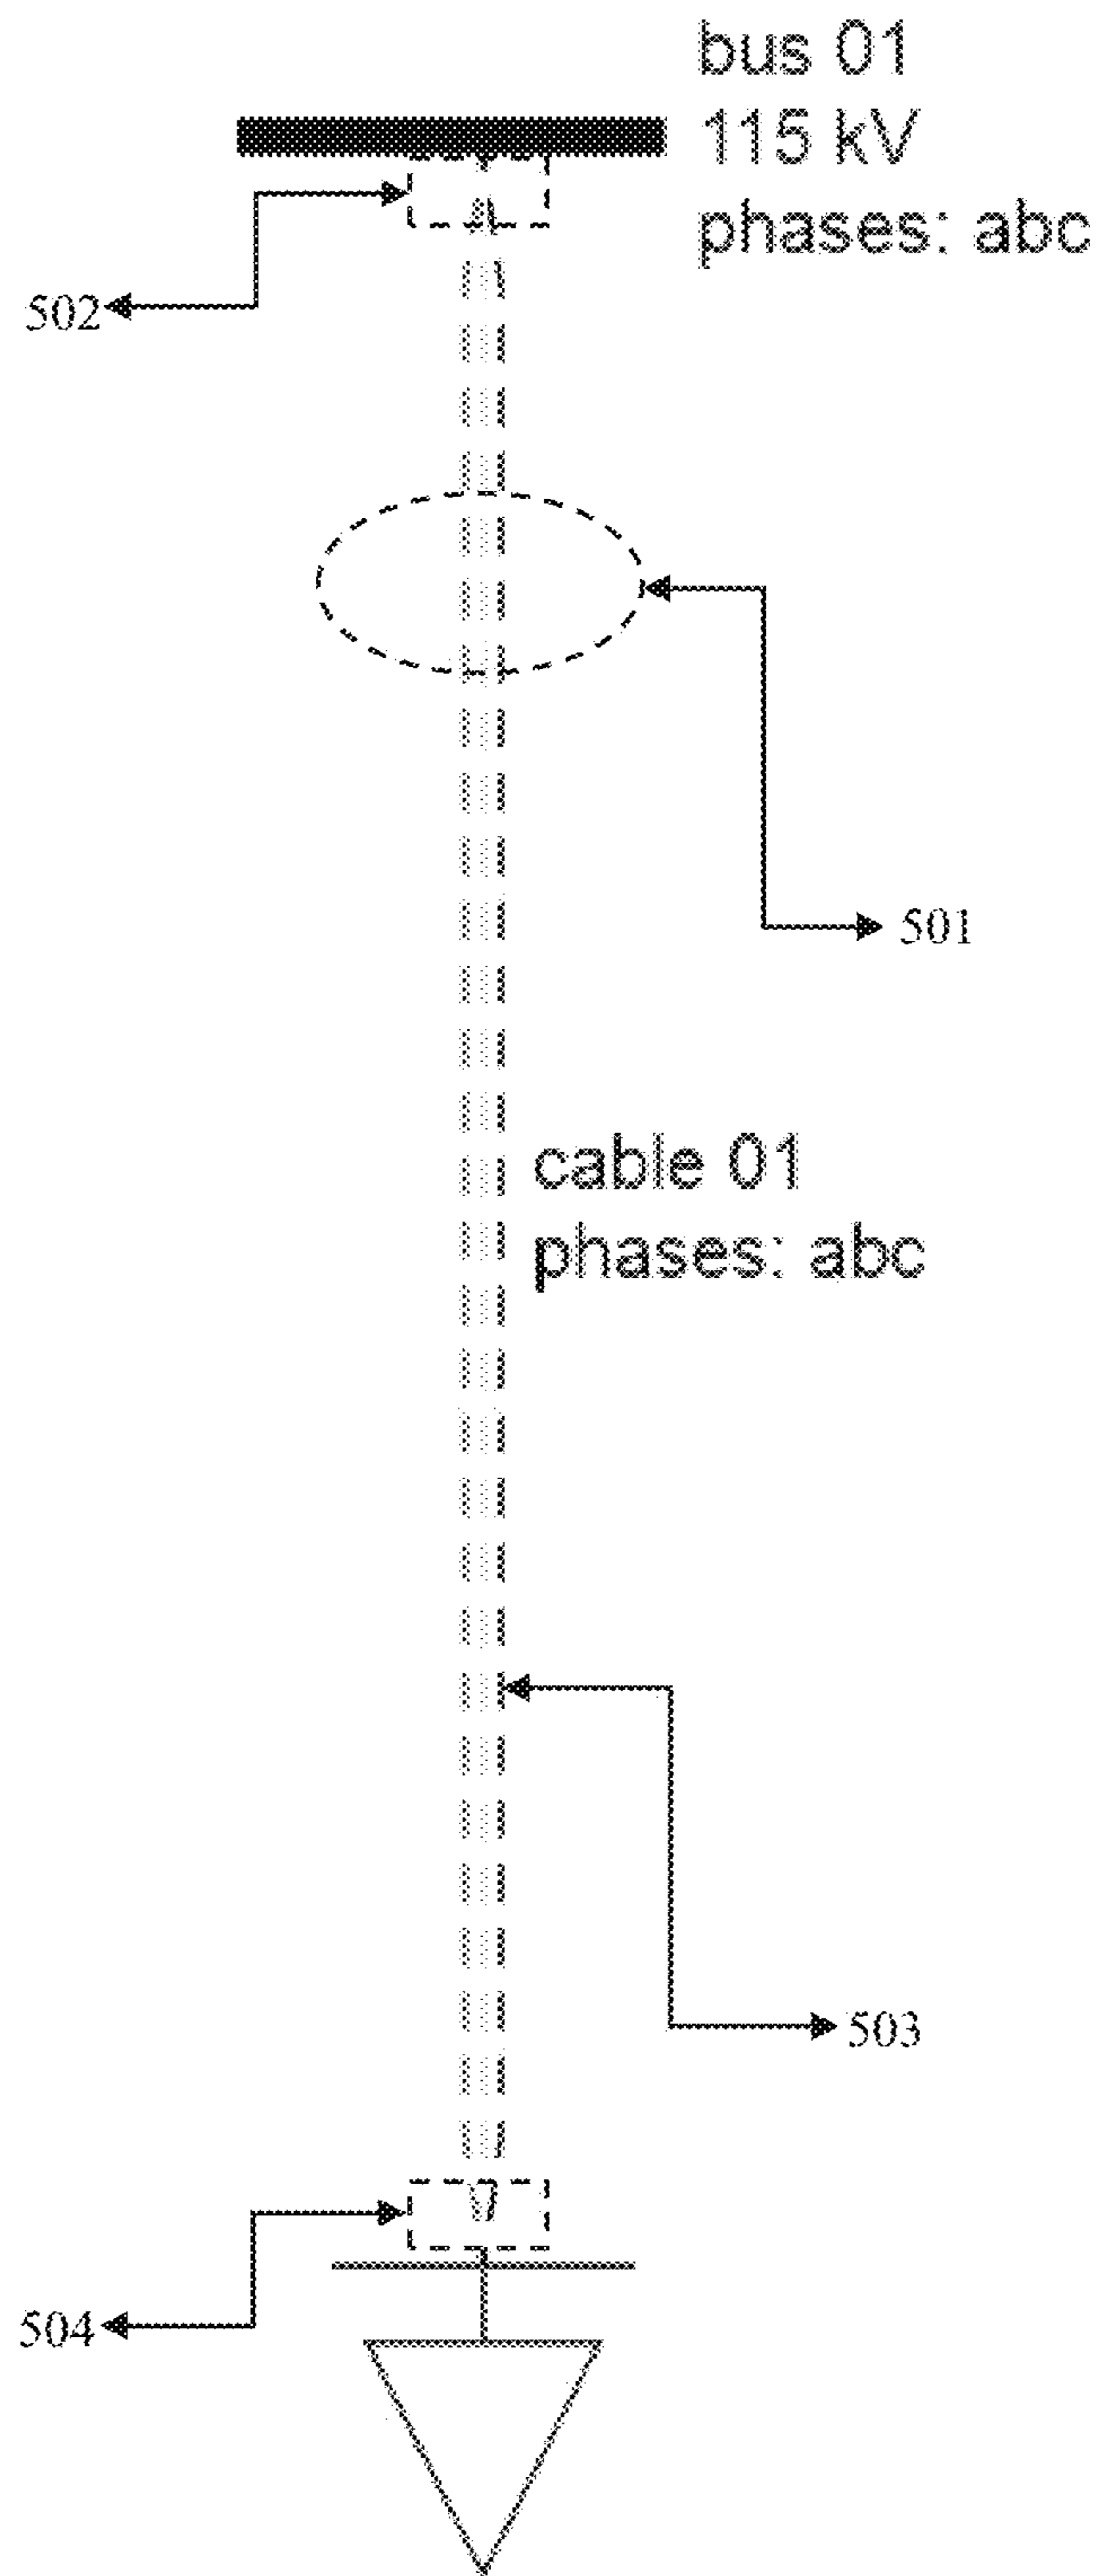 bus 01
115 kV
phases: abc
502
501
cable 01
phases: abc
503
504